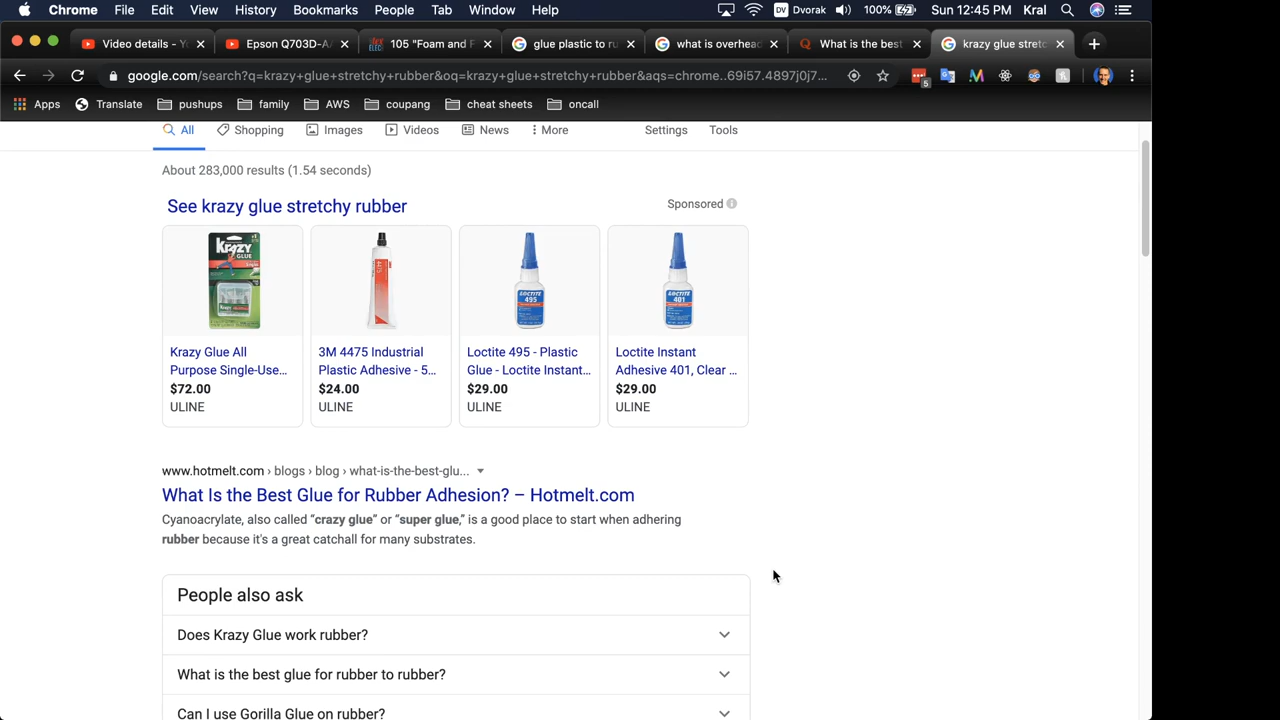 Chrome File Edit View History Bookmarks People Tab Window Help DV Dvorak 100% Sun 12:45 PM Kral
Video details - Yo Epson Q703D-A 105 "Foam and F glue plastic to ru what is overhead What is the best krazy glue stretc
google.com/search?q=krazy+glue+stretchy+rubber&oq=krazy+glue+stretchy+rubber&aqs=chrome..69i57.4897j0j7... 5
Apps Translate pushups family AWS coupang cheat sheets oncall
All Shopping Images Videos News More Settings Tools
About 283,000 results (1.54 seconds)
See krazy glue stretchy rubber Sponsored
Krazy GLUE
4475
LOCTITE 495
LOCTITE 401
Krazy Glue All 3M 4475 Industrial Loctite 495 - Plastic Loctite Instant
Purpose Single-Use... Plastic Adhesive - 5... Glue - Loctite Instant... Adhesive 401, Clear ...
$72.00 $24.00 $29.00 $29.00
ULINE ULINE ULINE ULINE
www.hotmelt.com › blogs › blog › what-is-the-best-glu...
What Is the Best Glue for Rubber Adhesion? – Hotmelt.com
Cyanoacrylate, also called “crazy glue” or “super glue,” is a good place to start when adhering
rubber because it's a great catchall for many substrates.
People also ask
Does Krazy Glue work rubber?
What is the best glue for rubber to rubber?
Can I use Gorilla Glue on rubber?